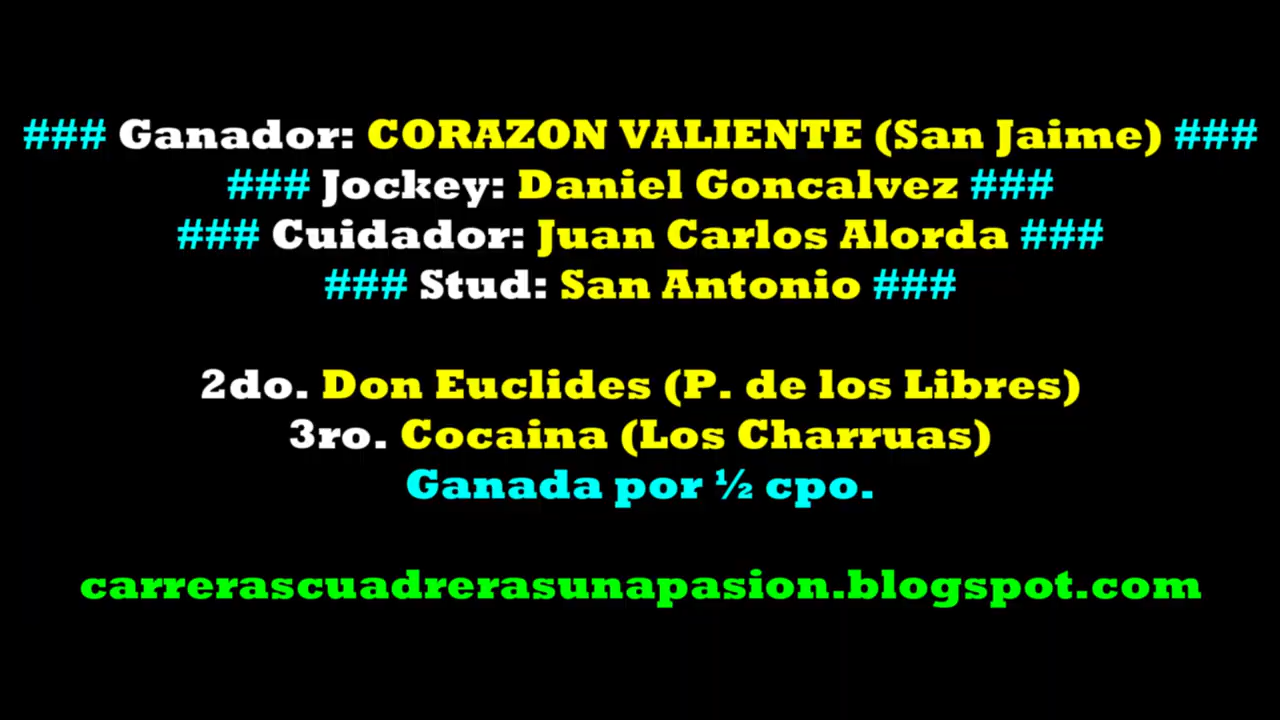 ### Ganador: CORAZON VALIENTE (San Jaime) ###
### Jockey: Daniel Goncalvez ###
### Cuidador: Juan Carlos Alorda ###
### Stud: San Antonio ###
2do. Don Euclides (P. de los Libres)
3ro. Cocaina (Los Charruas)
Ganada por ½ cpo.
carrerascuadrerasunapasion.blogspot.com